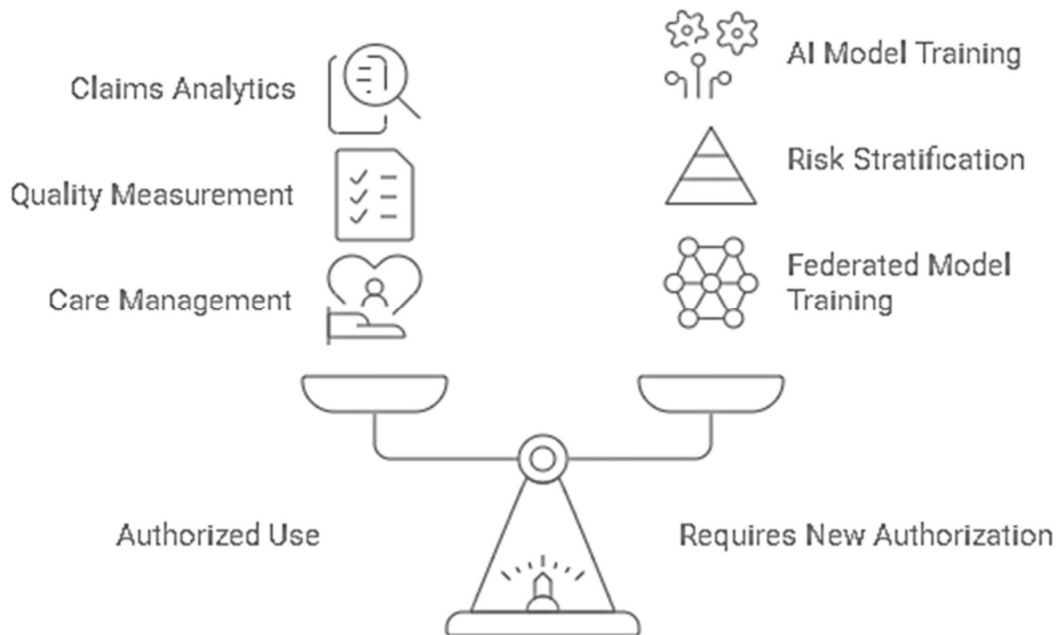 Claims Analytics
Quality Measurement
Care Management
AI Model Training
Risk Stratification
Federated Model
Training
Authorized Use
Requires New Authorization